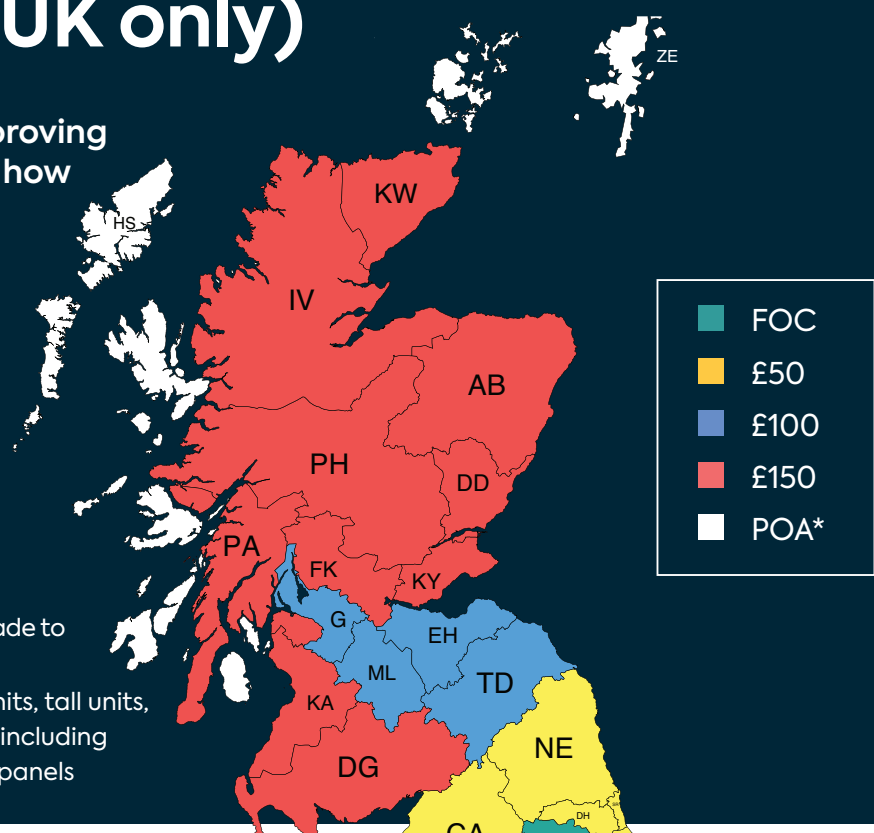 UK only)
proving
how
ZE
KW
HS
IV
FOC
£50
£100
£150
POA*
AB
PH
DD
PA
FK
KY
G
EH
ML
TD
KA
NE
DG
DH
CA
ade to
nits, tall units,
including
panels